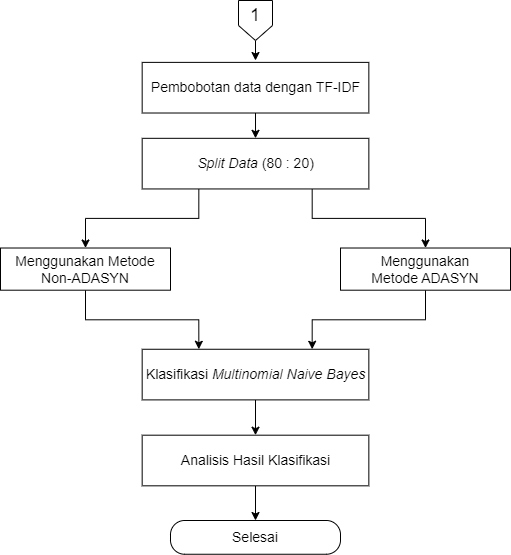 1
Pembobotan data dengan TF-IDF
Split Data (80 : 20)
Menggunakan Metode
Non-ADASYN
Menggunakan
Metode ADASYN
Klasifikasi Multinomial Naive Bayes
Analisis Hasil Klasifikasi
Selesai